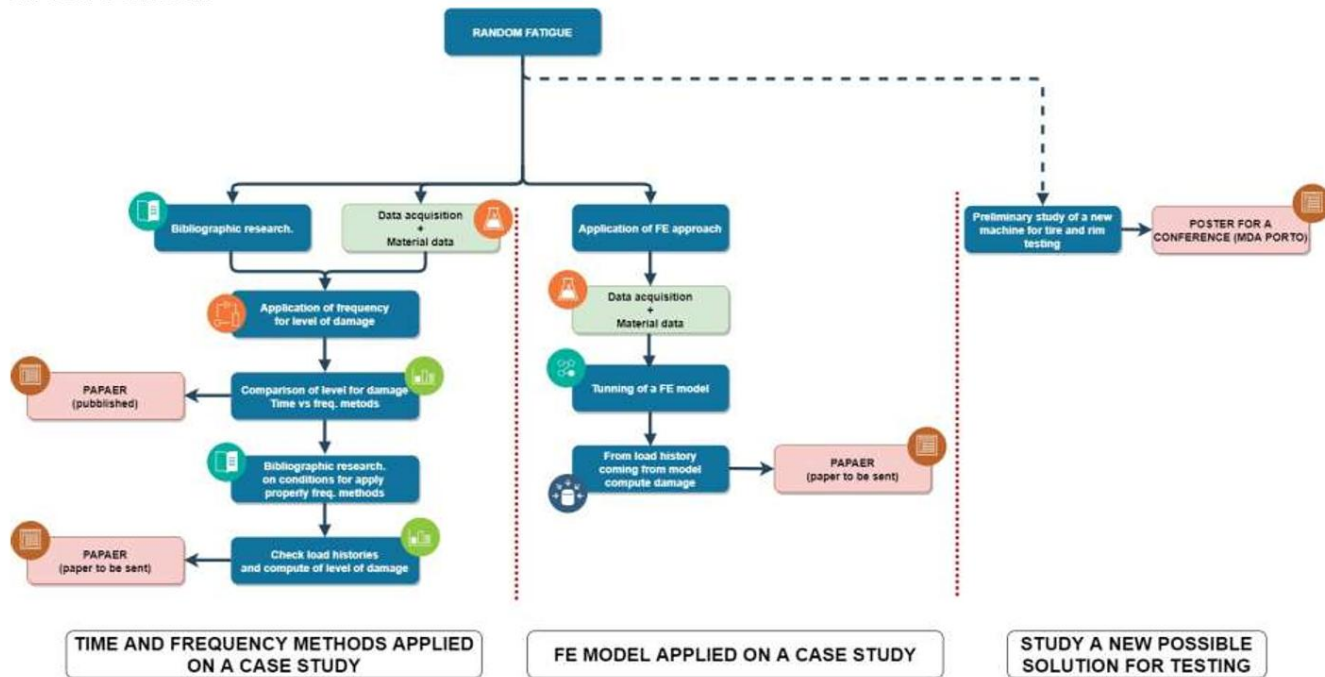 RANDOM FATIGUE
Bibliographic research.
Data acquisition
+
Material data
Application of frequency
for level of damage
PAPAER
(pubblished)
Comparison of level for damage
Time vs freq. metods
Bibliographic research.
on conditions for apply
properly freq. methods
PAPAER
(paper to be sent)
Check load histories
and compute of level of damage
TIME AND FREQUENCY METHODS APPLIED
ON A CASE STUDY
Application of FE approach
Data acquisition
+
Material data
Tunning of a FE model
From load history
coming from model
compute damage
PAPAER
(paper to be sent)
FE MODEL APPLIED ON A CASE STUDY
Preliminary study of a new
machine for tire and rim
testing
POSTER FOR A
CONFERENCE (MDA PORTO)
STUDY A NEW POSSIBLE
SOLUTION FOR TESTING